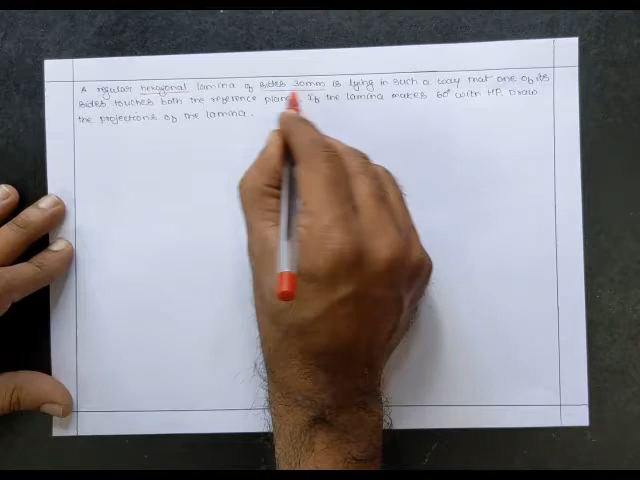 A regular hexagonal lamina of sides 30mm is lying in such a way that one of its
sides touches both the reference plane If the lamina makes 60° with HP. Draw
the projections of the lamina.